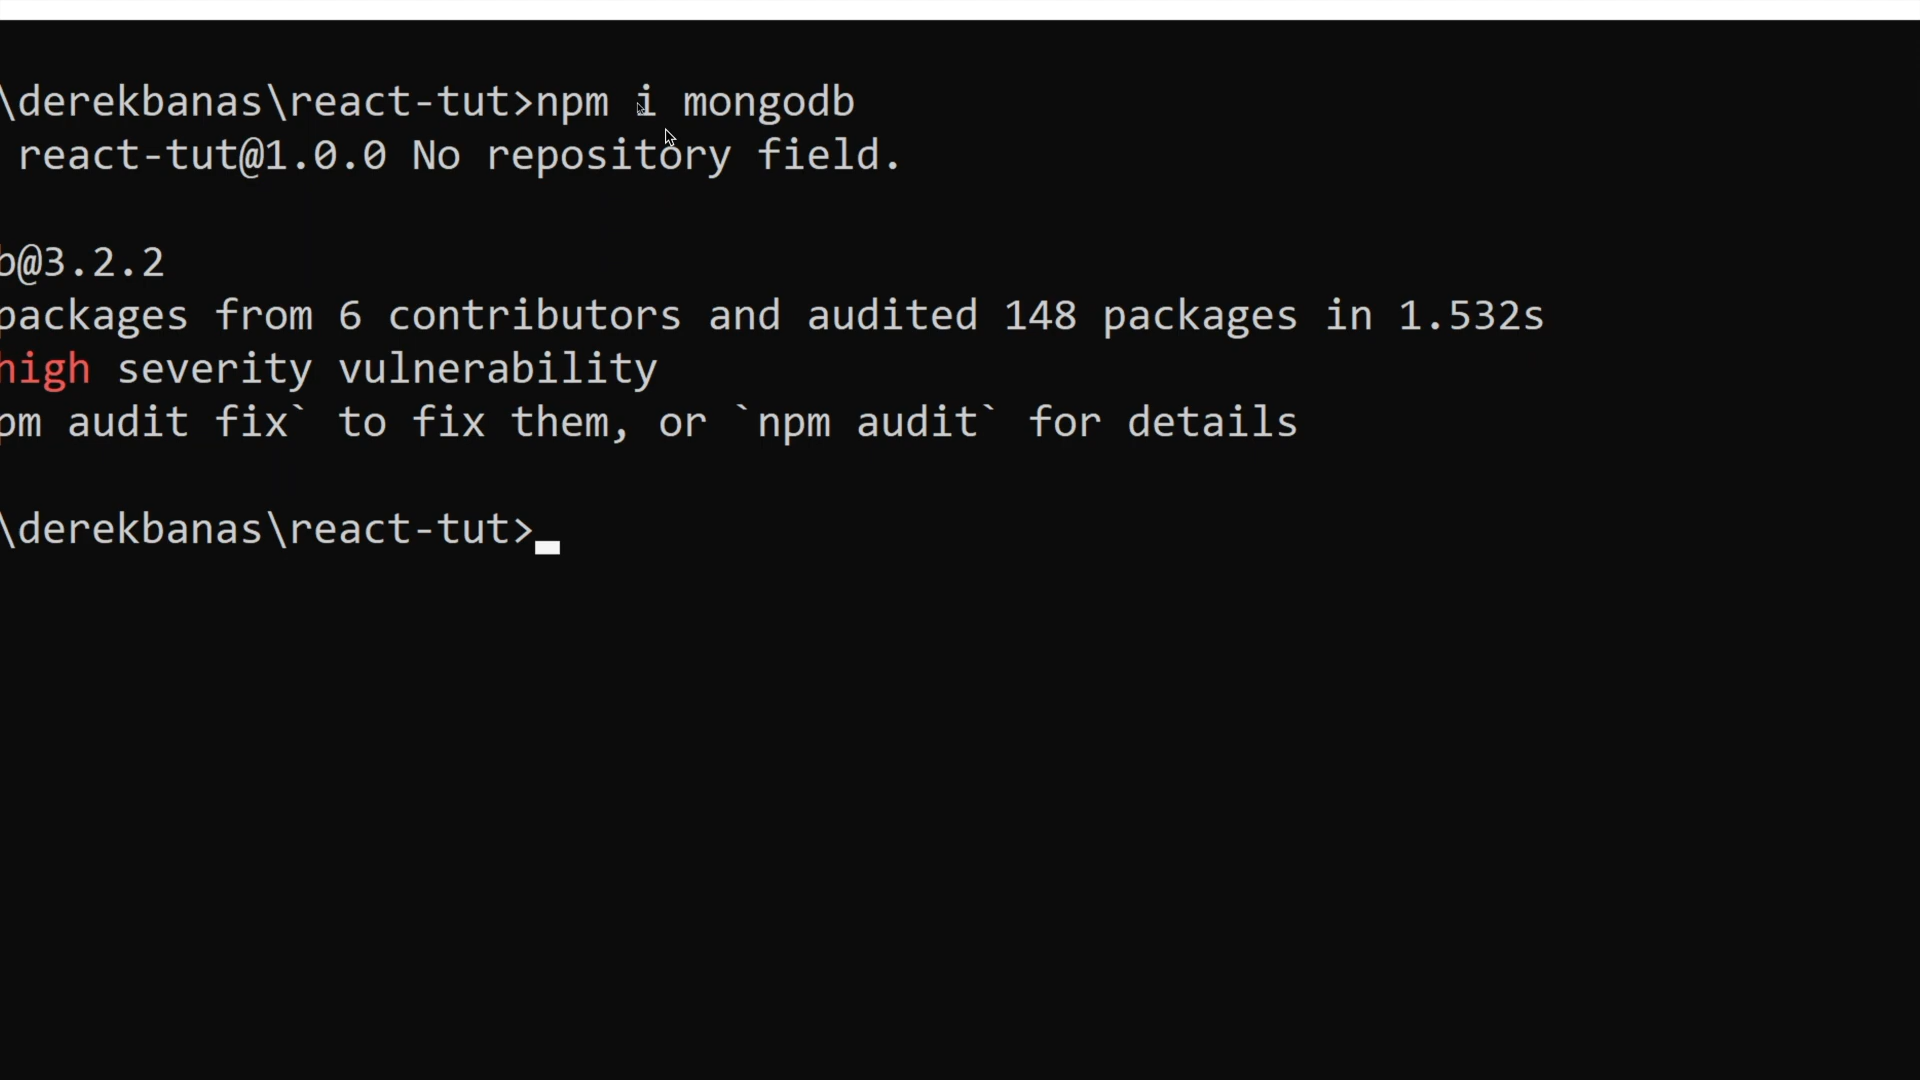 \derekbanas\react-tut>npm i mongodb
react-tut@1.0.0 No repository field.
b@3.2.2
packages from 6 contributors and audited 148 packages in 1.532s
high severity vulnerability
pm audit fix` to fix them, or `npm audit` for details
\derekbanas\react-tut>